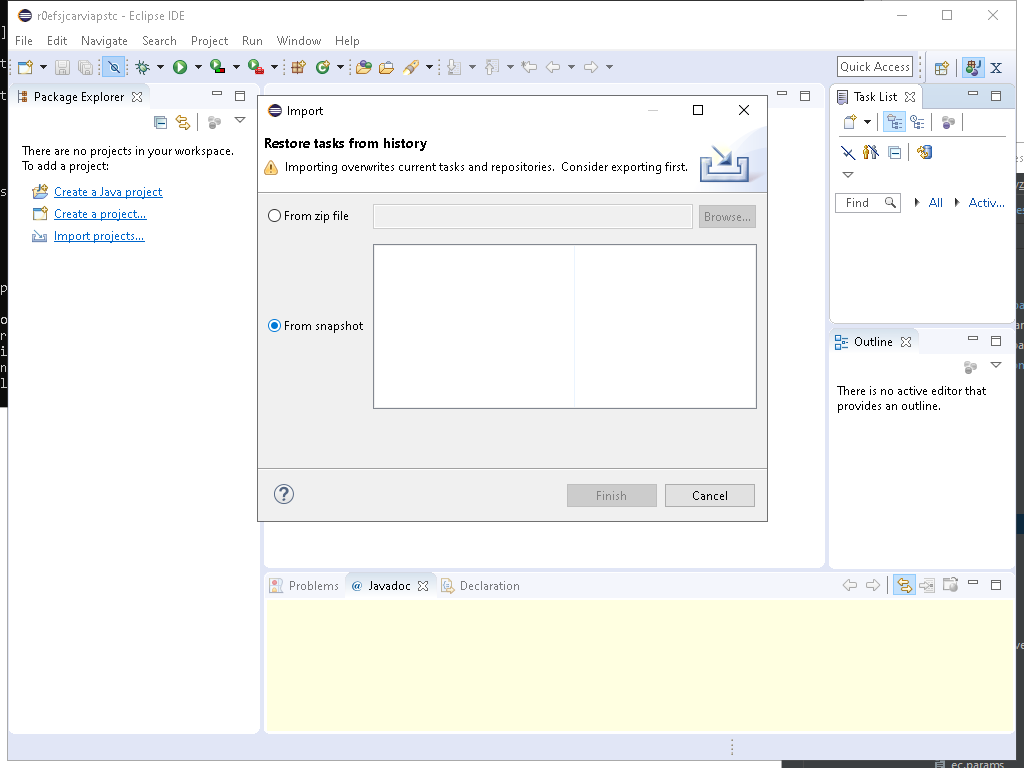 r0efsjcarviapstc - Eclipse IDE
File Edit Navigate Search Project Run Window Help
Quick Access
Package Explorer
There are no projects in your workspace.
To add a project:
Create a Java project
Create a project...
Import projects...
Import
Restore tasks from history
Importing overwrites current tasks and repositories. Consider exporting first.
From zip file
Browse...
From snapshot
Finish
Cancel
Task List
Find
All
Activ...
Outline
There is no active editor that
provides an outline.
Problems
@ Javadoc
Declaration
ec.params